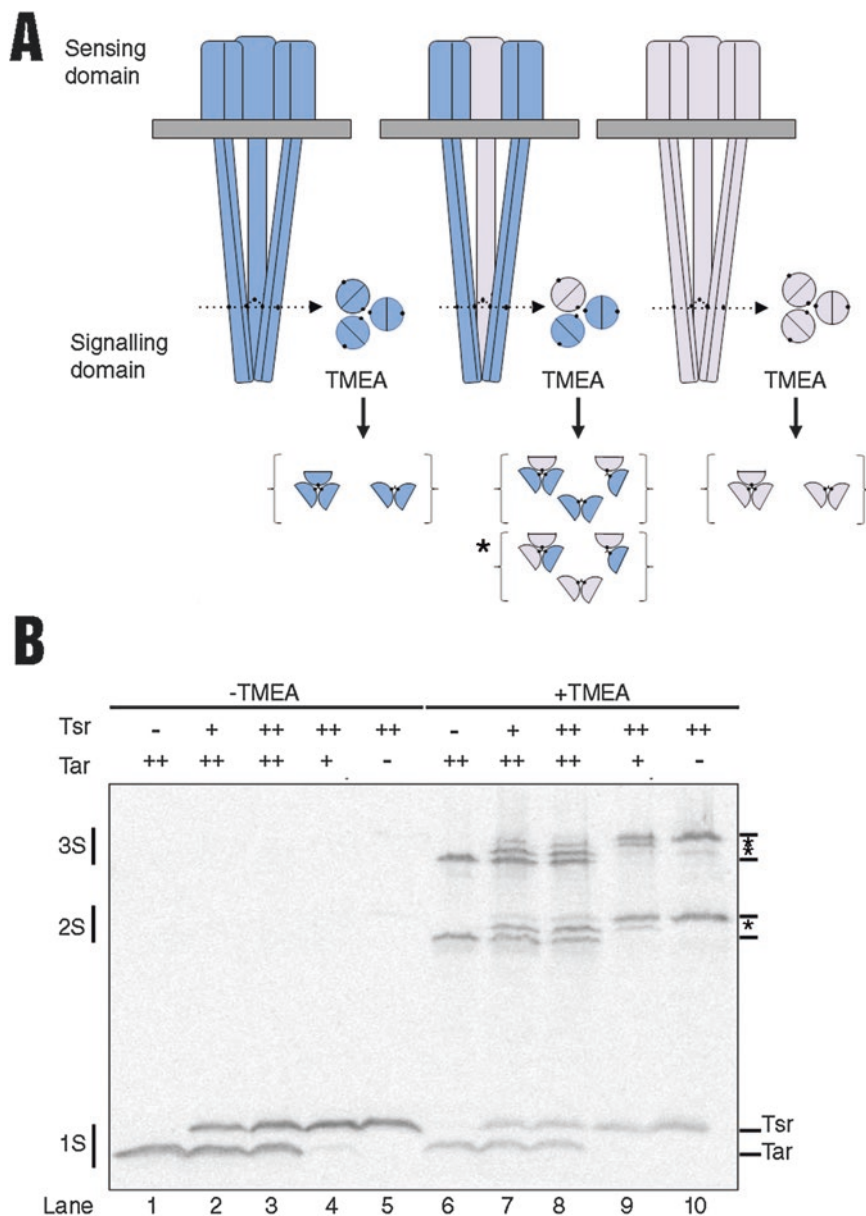 A
Sensing
domain
Signalling
domain
TMEA TMEA TMEA
*
B
-TMEA +TMEA
Tsr - + ++ ++ ++ - + ++ ++ ++
Tar ++ ++ ++ + - ++ ++ ++ + -
3S
*
*
2S
*
1S
Tsr
Tar
Lane 1 2 3 4 5 6 7 8 9 10